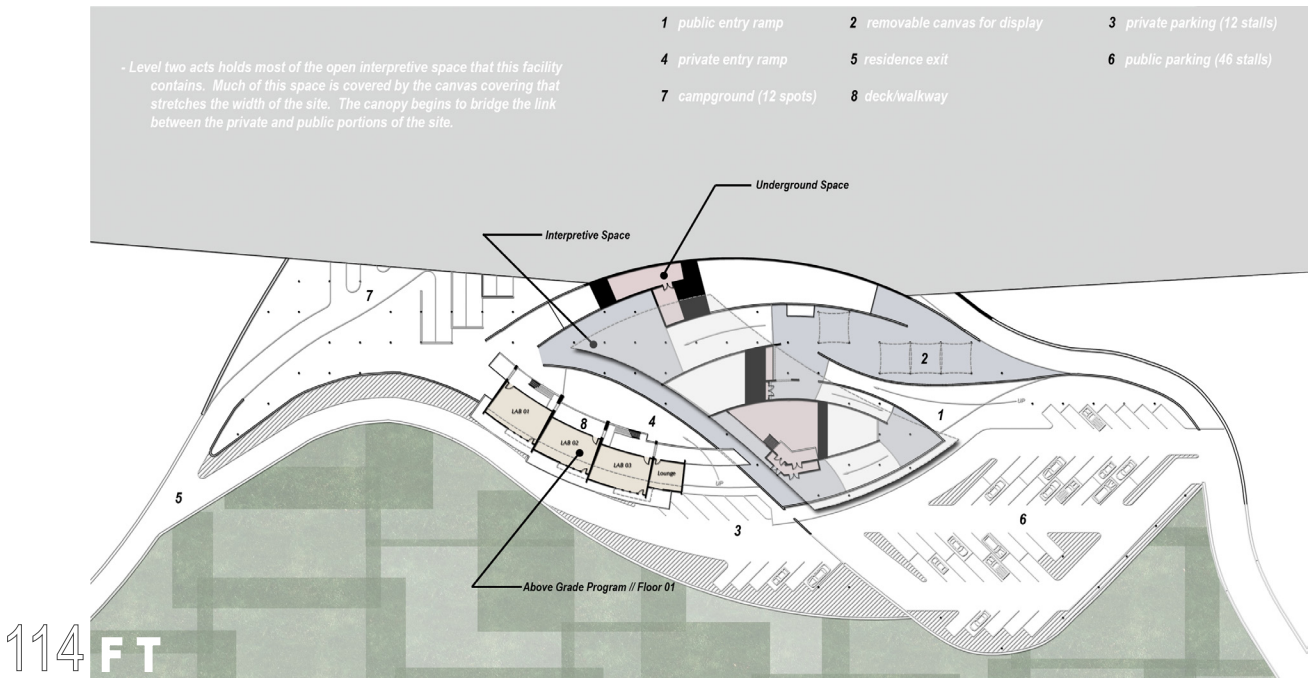 1 public entry ramp 2 removable canvas for display 3 private parking (12 stalls)
4 private entry ramp 5 residence exit 6 public parking (46 stalls)
7 campground (12 spots) 8 deck/walkway
- Level two acts holds most of the open interpretive space that this facility
contains. Much of this space is covered by the canvas covering that
stretches the width of the site. The canopy begins to bridge the link
between the private and public portions of the site.
Underground Space
Interpretive Space
7
2
LAB 01
8
4
1
UP
LAB 02
LAB 03
Lounge
UP
5
3
6
Above Grade Program // Floor 01
114 FT